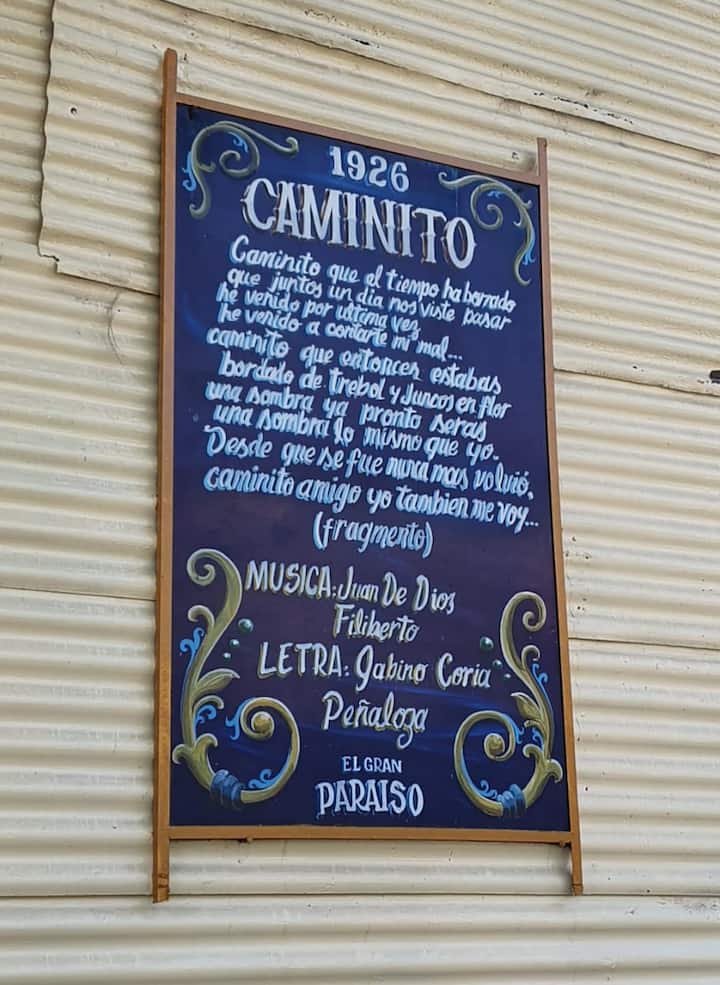 1926
CAMINITO
Caminito que el tiempo ha borrado
que juntos un dia nos viste pasar
he venido por ultima vez
he venido a contarte mi mal...
caminito que entonces estabas
bordado de trebol y Juncos en flor
una sombra ya pronto seras
una sombra lo mismo que yo.
Desde que se fue nunca mas volvió,
caminito amigo yo tambien me voy...
(fragmento)
MUSICA: Juan De Dios
Filiberto
LETRA: Gabino Coria
Peñaloza
EL GRAN
PARAISO